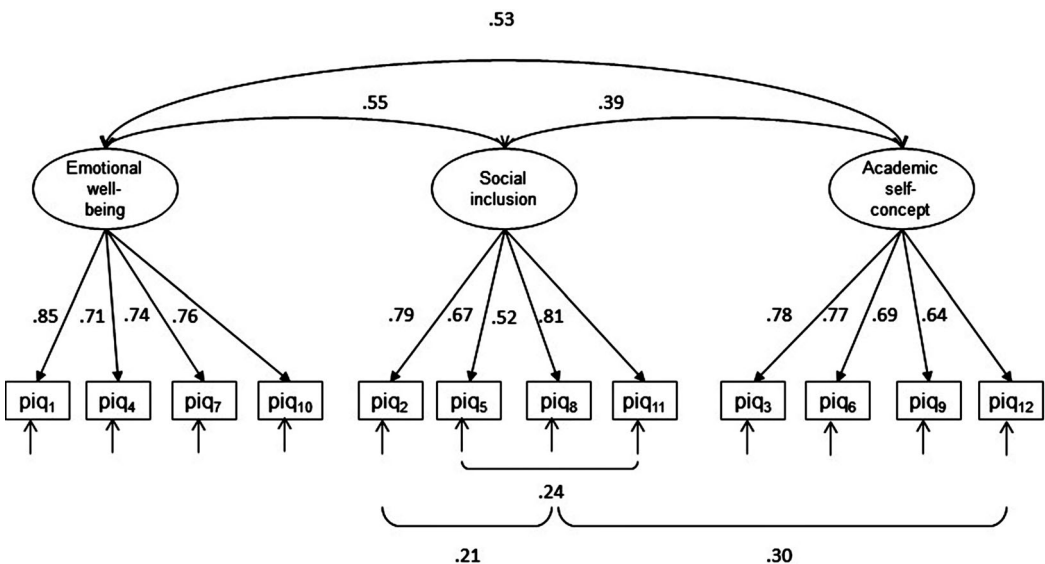 .53
.55 .39
Emotional
well-
being
Social
inclusion
Academic
self-
concept
.85 .71 .74 .76 .79 .67 .52 .81 .78 .77 .69 .64
piq₁ piq₄ piq₇ piq₁₀ piq₂ piq₅ piq₈ piq₁₁ piq₃ piq₆ piq₉ piq₁₂
.24
.21 .30